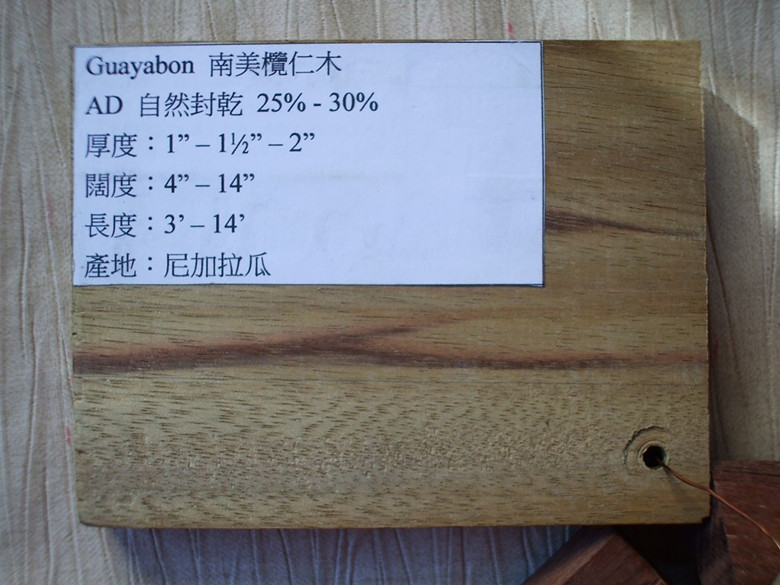 Guayabon 南美欖仁木
AD 自然封乾 25% - 30%
厚度：1” – 1½” – 2”
闊度：4” – 14”
長度：3’ – 14’
產地：尼加拉瓜